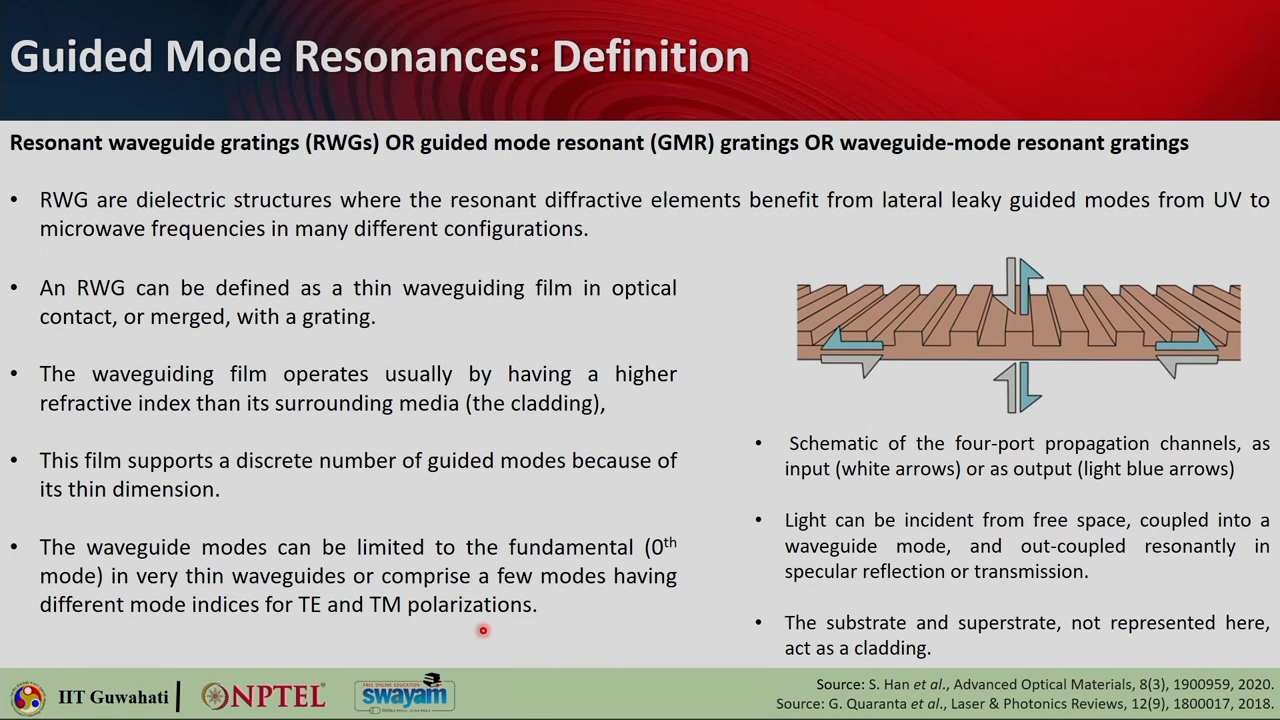 Guided Mode Resonances: Definition
Resonant waveguide gratings (RWGs) OR guided mode resonant (GMR) gratings OR waveguide-mode resonant gratings
• RWG are dielectric structures where the resonant diffractive elements benefit from lateral leaky guided modes from UV to
microwave frequencies in many different configurations.
• An RWG can be defined as a thin waveguiding film in optical
contact, or merged, with a grating.
• The waveguiding film operates usually by having a higher
refractive index than its surrounding media (the cladding),
• This film supports a discrete number of guided modes because of
its thin dimension.
• The waveguide modes can be limited to the fundamental (0th
mode) in very thin waveguides or comprise a few modes having
different mode indices for TE and TM polarizations.
• Schematic of the four-port propagation channels, as
input (white arrows) or as output (light blue arrows)
• Light can be incident from free space, coupled into a
waveguide mode, and out-coupled resonantly in
specular reflection or transmission.
• The substrate and superstrate, not represented here,
act as a cladding.
IIT Guwahati
NPTEL
FREE ONLINE EDUCATION
swayam
Source: S. Han et al., Advanced Optical Materials, 8(3), 1900959, 2020.
Source: G. Quaranta et al., Laser & Photonics Reviews, 12(9), 1800017, 2018.